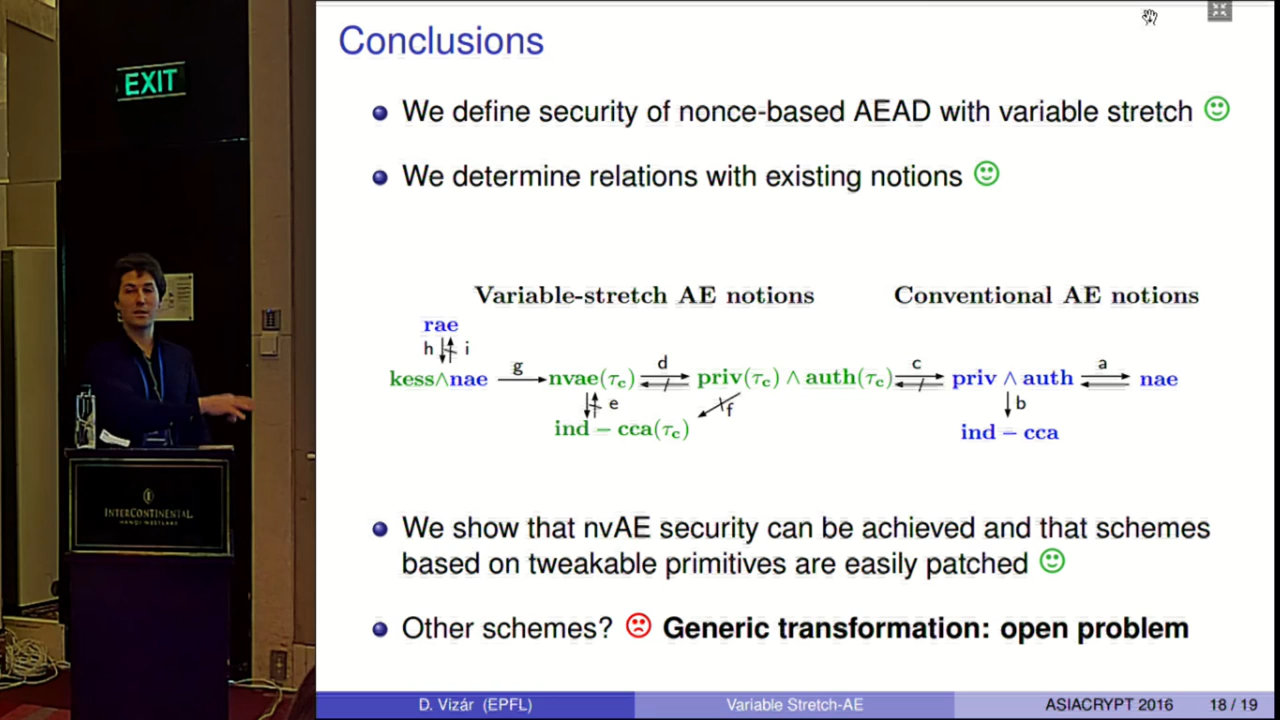 EXIT
INTERCONTINENTAL
HANOI WESTLAKE
Conclusions
We define security of nonce-based AEAD with variable stretch
We determine relations with existing notions
Variable-stretch AE notions Conventional AE notions
rae
h i
kess∧nae g nvae(τc) d priv(τc) ∧ auth(τc) c priv ∧ auth a nae
e f b
ind − cca(τc) ind − cca
We show that nvAE security can be achieved and that schemes
based on tweakable primitives are easily patched
Other schemes? Generic transformation: open problem
D. Vizár (EPFL) Variable Stretch-AE ASIACRYPT 2016 18 / 19